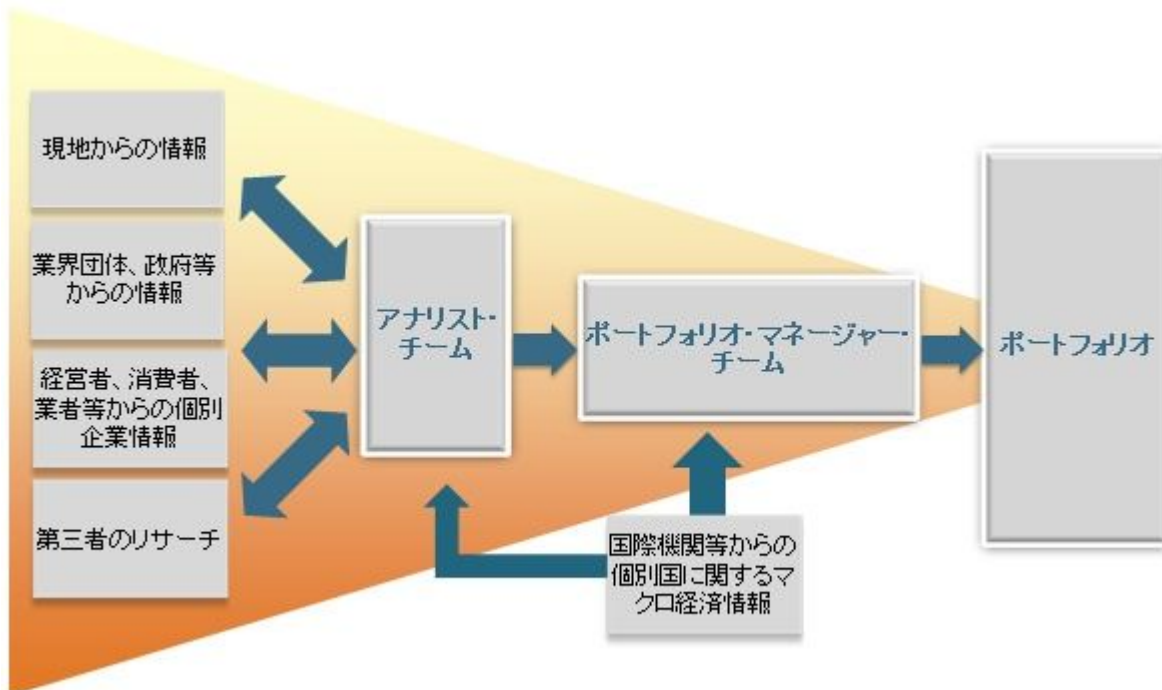 現地からの情報
業界団体、政府等
からの情報
経営者、消費者、
業者等からの個別
企業情報
第三者のリサーチ
アナリスト・
チーム
ポートフォリオ・マネージャー・
チーム
ポートフォリオ
国際機関等からの
個別国に関するマ
クロ経済情報